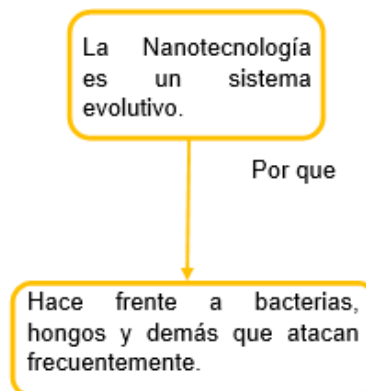 La Nanotecnología
es un sistema
evolutivo.
Por que
Hace frente a bacterias,
hongos y demás que atacan
frecuentemente.